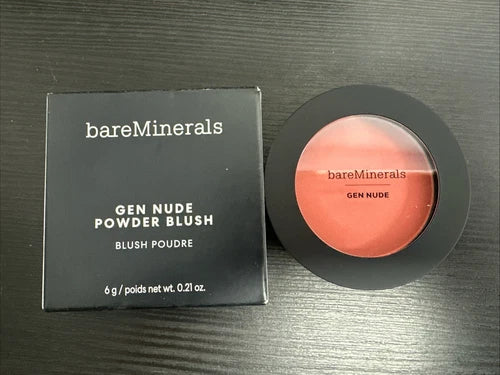 bareMinerals
GEN NUDE
POWDER BLUSH
BLUSH POUDRE
6 g / poids net wt. 0.21 oz.
bareMinerals
GEN NUDE